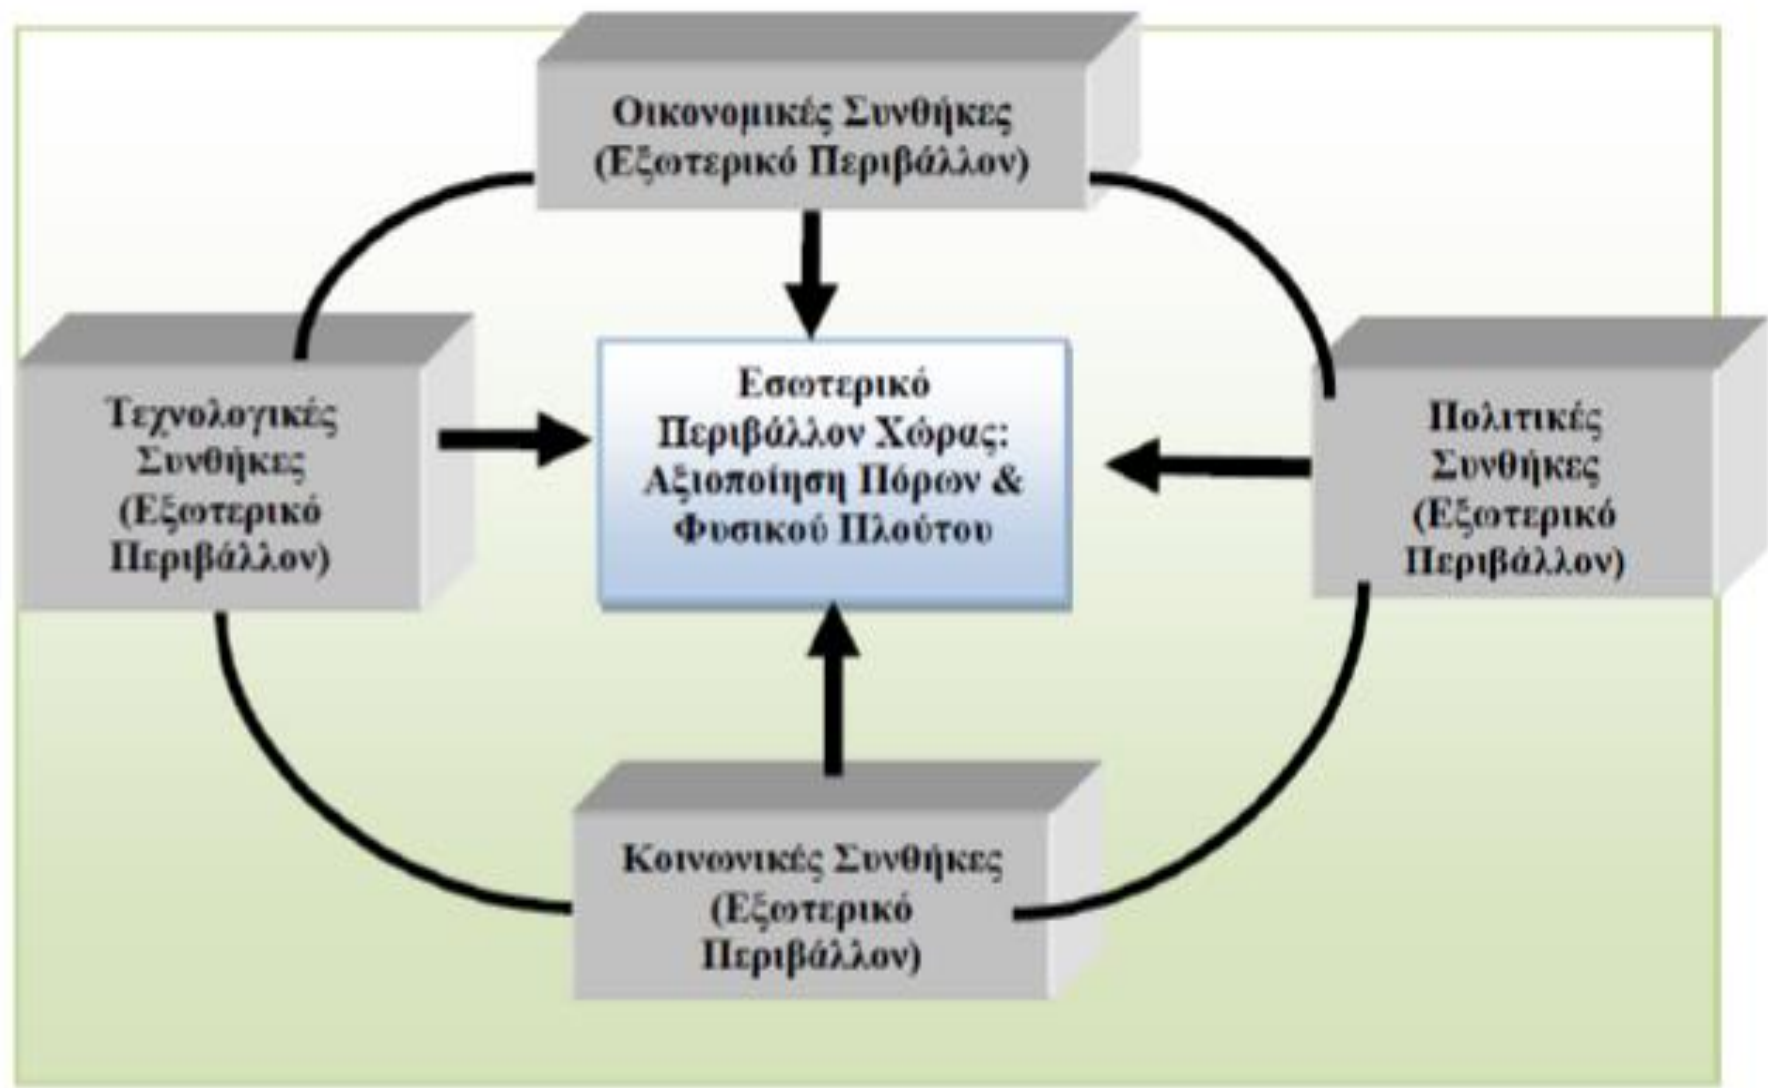 Οικονομικές Συνθήκες
(Εξωτερικό Περιβάλλον)
Τεχνολογικές
Συνθήκες
(Εξωτερικό
Περιβάλλον)
Εσωτερικό
Περιβάλλον Χώρας:
Αξιοποίηση Πόρων &
Φυσικού Πλούτου
Πολιτικές
Συνθήκες
(Εξωτερικό
Περιβάλλον)
Κοινωνικές Συνθήκες
(Εξωτερικό
Περιβάλλον)